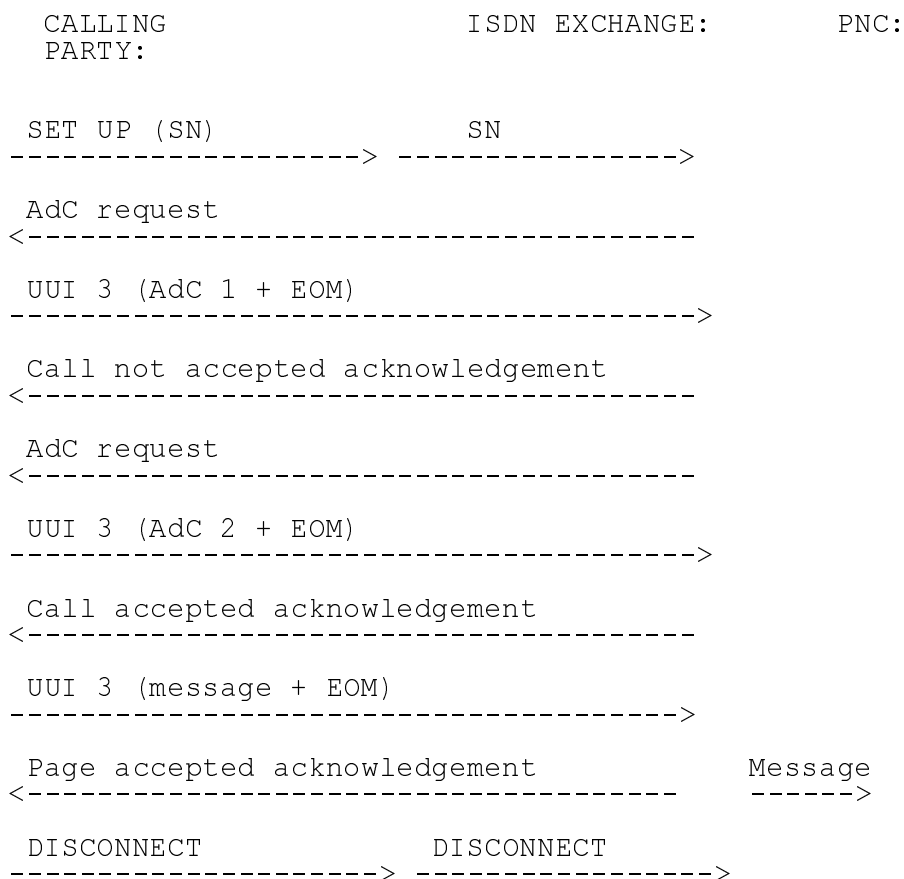 CALLING ISDN EXCHANGE: PNC:
PARTY:
SET UP (SN) SN
-------------------> ---------------->
AdC request
<--------------------------------------
UUI 3 (AdC 1 + EOM)
--------------------------------------->
Call not accepted acknowledgement
<--------------------------------------
AdC request
<--------------------------------------
UUI 3 (AdC 2 + EOM)
--------------------------------------->
Call accepted acknowledgement
<--------------------------------------
UUI 3 (message + EOM)
-------------------------------------->
Page accepted acknowledgement Message
<------------------------------------- ------>
DISCONNECT DISCONNECT
---------------------> ----------------->